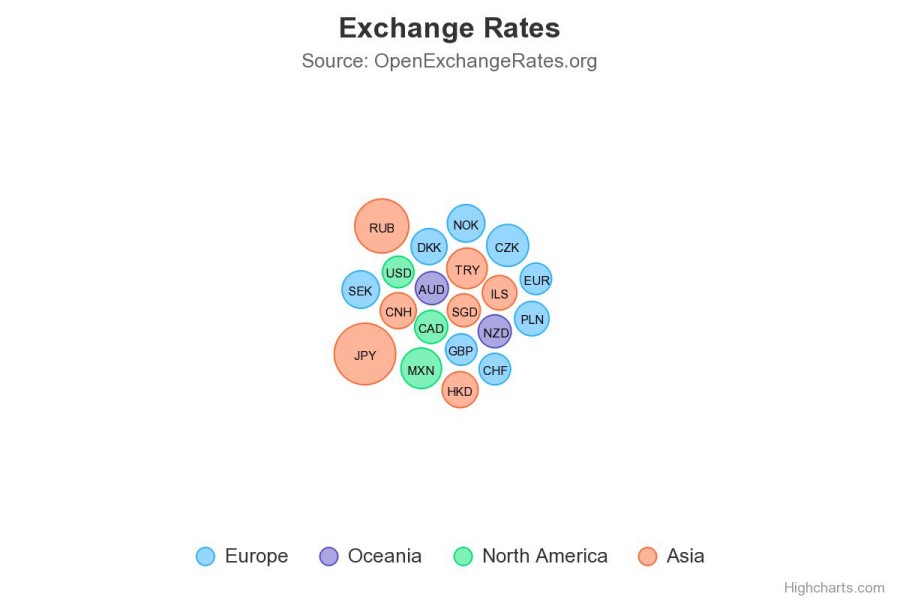 Exchange Rates
Source: OpenExchangeRates.org
RUB
NOK
DKK
CZK
USD
TRY
EUR
SEK
AUD
ILS
CNH
SGD
PLN
CAD
NZD
JPY
GBP
MXN
CHF
HKD
Europe
Oceania
North America
Asia
Highcharts.com